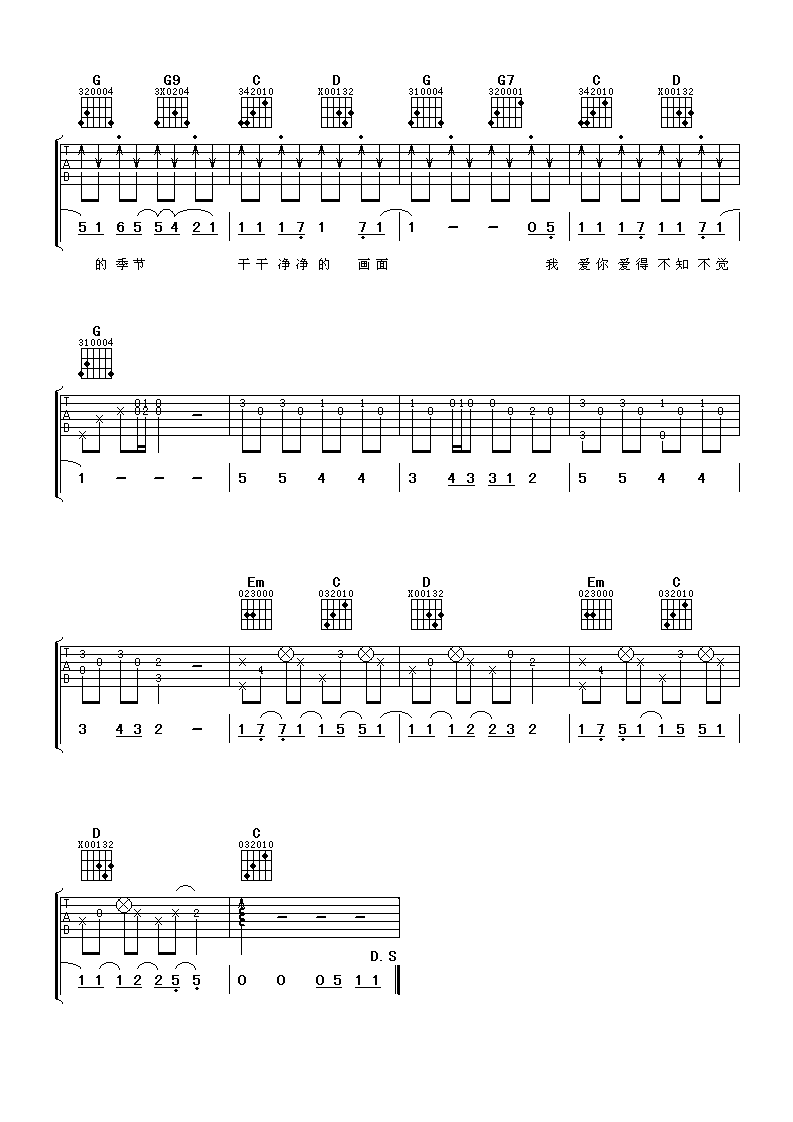 G G9 C D G G7 C D
320004 3X0204 342010 X00132 310004 320001 342010 X00132
T
A
B
5 1 6 5 5 4 2 1 1 1 1 7 1 7 1 1 - - 0 5 1 1 1 7 1 1 7 1
的 季 节 干 干 净 净 的 画 面 我 爱 你 爱 得 不 知 不 觉
G
310004
T 0 1 0 3 3 1 1 1 0 1 0 0 3 3 1 1
A 0 2 0 - 0 0 0 0 0 0 2 0 0 0 0 0
B 3 0
1 - - - 5 5 4 4 3 4 3 3 1 2 5 5 4 4
Em C D Em C
023000 032010 X00132 023000 032010
T 3 3 3 0 3
A 0 0 0 2 - 4 0 2 4
B 3
3 4 3 2 - 1 7 7 1 1 5 5 1 1 1 1 2 2 3 2 1 7 5 1 1 5 5 1
D C
X00132 032010
T
A 0 2 - - -
B
D.S
1 1 1 2 2 5 5 0 0 0 5 1 1